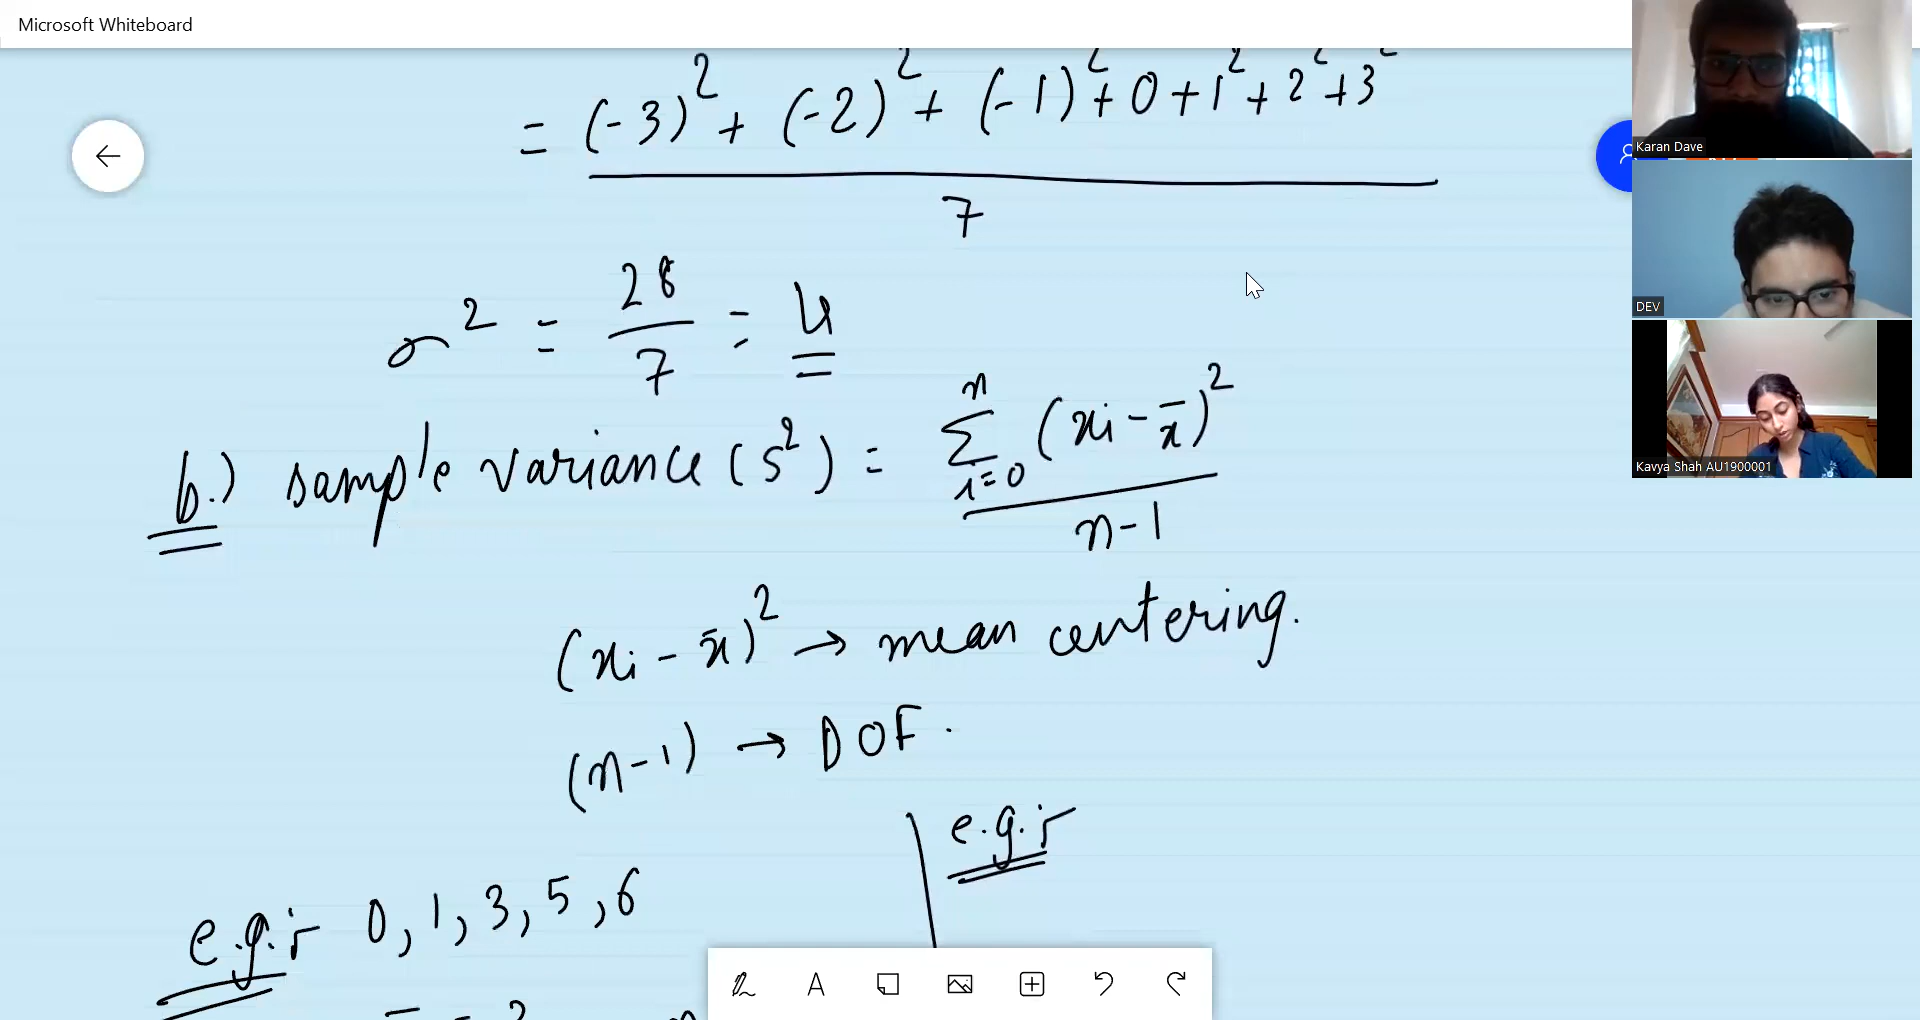 Microsoft Whiteboard
= (-3)² + (-2)² + (-1)² + 0 + 1² + 2² + 3²
7
σ² = 28/7 = 4
b.) sample variance (s²) = Σ (xi - x̄)²
n
i=0
n-1
(xi - x̄)² → mean centering.
(n-1) → DOF.
e.g:-
e.g:- 0, 1, 3, 5, 6
Karan Dave
DEV
Kavya Shah AU1900001